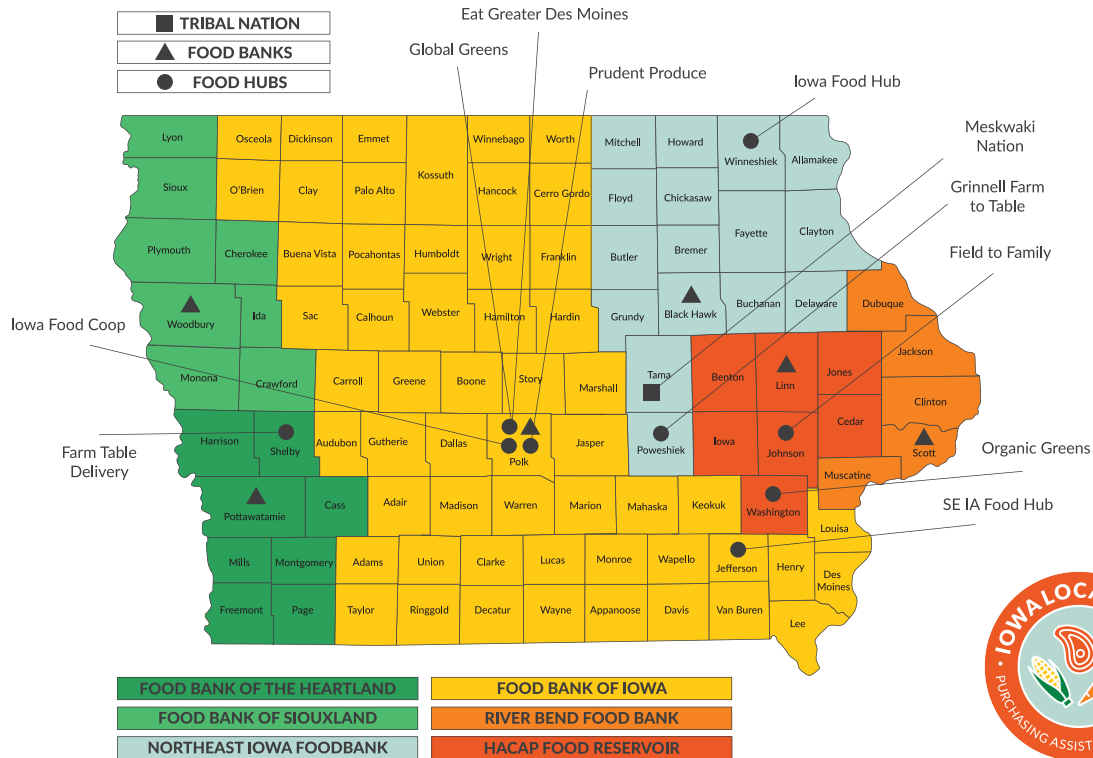 TRIBAL NATION
FOOD BANKS
FOOD HUBS
Eat Greater Des Moines
Global Greens
Prudent Produce
Iowa Food Hub
Meskwaki
Nation
Grinnell Farm
to Table
Field to Family
Iowa Food Coop
Farm Table
Delivery
Organic Greens
SE IA Food Hub
Lyon
Osceola
Dickinson
Emmet
Winnebago
Worth
Mitchell
Howard
Winneshiek
Allamakee
Sioux
O'Brien
Clay
Palo Alto
Kossuth
Hancock
Cerro Gordo
Floyd
Chickasaw
Plymouth
Cherokee
Buena Vista
Pocahontas
Humboldt
Wright
Franklin
Butler
Bremer
Fayette
Clayton
Woodbury
Ida
Sac
Calhoun
Webster
Hamilton
Hardin
Grundy
Black Hawk
Buchanan
Delaware
Dubuque
Monona
Crawford
Carroll
Greene
Boone
Story
Marshall
Tama
Benton
Linn
Jones
Jackson
Clinton
Harrison
Shelby
Audubon
Gutherie
Dallas
Polk
Jasper
Poweshiek
Iowa
Johnson
Cedar
Scott
Muscatine
Pottawatamie
Cass
Adair
Madison
Warren
Marion
Mahaska
Keokuk
Washington
Louisa
Mills
Montgomery
Adams
Union
Clarke
Lucas
Monroe
Wapello
Jefferson
Henry
Des
Moines
Freemont
Page
Taylor
Ringgold
Decatur
Wayne
Appanoose
Davis
Van Buren
Lee
FOOD BANK OF THE HEARTLAND
FOOD BANK OF IOWA
FOOD BANK OF SIOUXLAND
RIVER BEND FOOD BANK
NORTHEAST IOWA FOODBANK
HACAP FOOD RESERVOIR
IOWA LOCA
PURCHASING ASSIST